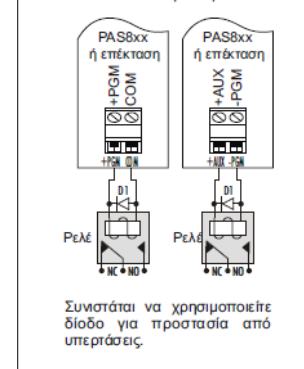 PAS8xx
ή επέκταση
+PGM
COM
+PGM
D1
Ρελέ
NC
NO
PAS8xx
ή επέκταση
+AUX
-PGM
+AUX -PGM
D1
Ρελέ
NC
NO
Συνιστάται να χρησιμοποιείτε
δίοδο για προστασία από
υπερτάσεις.